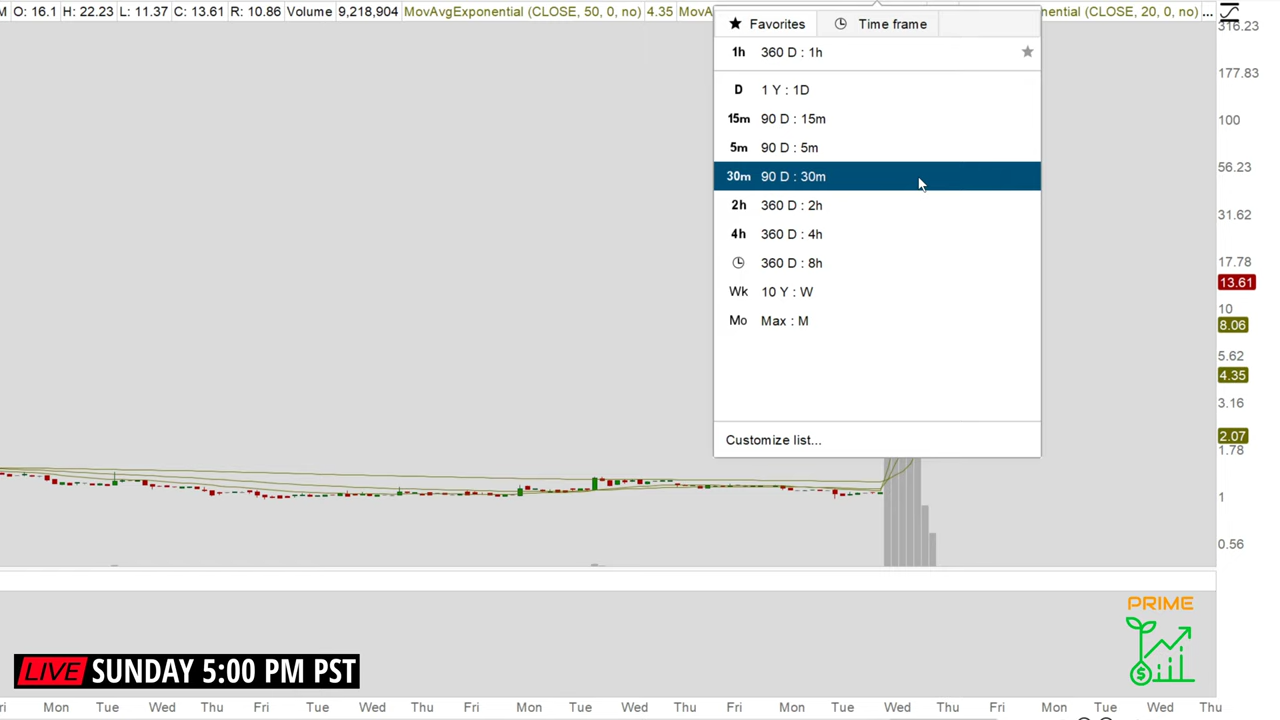 M O: 16.1 H: 22.23 L: 11.37 C: 13.61 R: 10.86 Volume 9,218,904 MovAvgExponential (CLOSE, 50, 0, no) 4.35 MovA
nential (CLOSE, 20, 0, no) ...
Favorites Time frame
1h 360 D : 1h
D 1 Y : 1D
15m 90 D : 15m
5m 90 D : 5m
30m 90 D : 30m
2h 360 D : 2h
4h 360 D : 4h
360 D : 8h
Wk 10 Y : W
Mo Max : M
Customize list...
316.23
177.83
100
56.23
31.62
17.78
13.61
10
8.06
5.62
4.35
3.16
2.07
1.78
1
0.56
PRIME
$
LIVE SUNDAY 5:00 PM PST
ri Mon Tue Wed Thu Fri Tue Wed Thu Fri Mon Tue Wed Thu Fri Mon Tue Wed Thu Fri Mon Tue Wed Thu